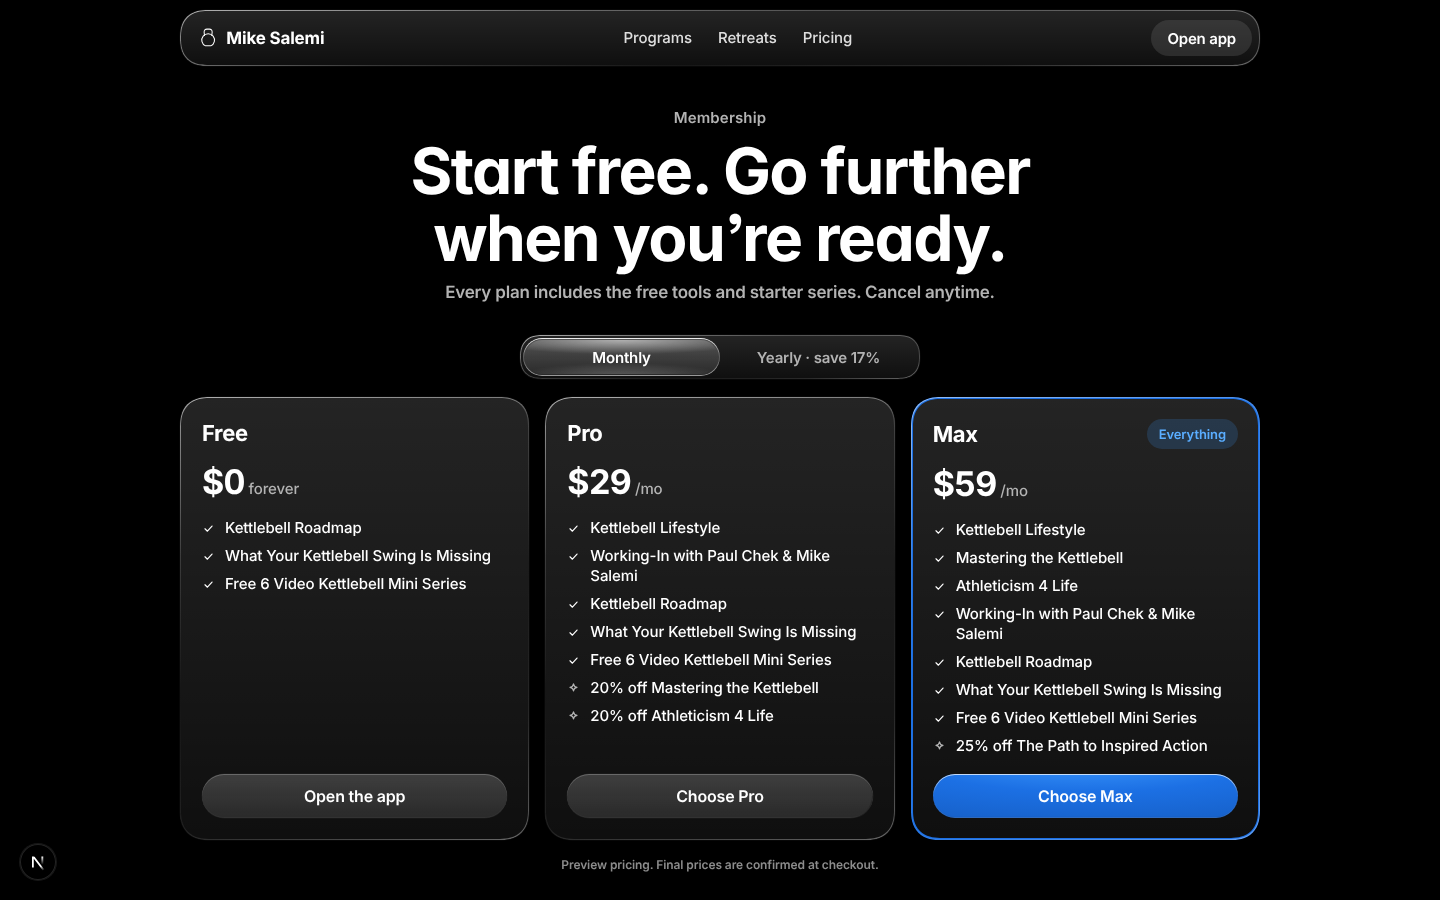 Mike Salemi
Programs
Retreats
Pricing
Open app
Membership
Start free. Go further
when you’re ready.
Every plan includes the free tools and starter series. Cancel anytime.
Monthly
Yearly · save 17%
Free
$0 forever
Kettlebell Roadmap
What Your Kettlebell Swing Is Missing
Free 6 Video Kettlebell Mini Series
Open the app
Pro
$29 /mo
Kettlebell Lifestyle
Working-In with Paul Chek & Mike
Salemi
Kettlebell Roadmap
What Your Kettlebell Swing Is Missing
Free 6 Video Kettlebell Mini Series
20% off Mastering the Kettlebell
20% off Athleticism 4 Life
Choose Pro
Max
Everything
$59 /mo
Kettlebell Lifestyle
Mastering the Kettlebell
Athleticism 4 Life
Working-In with Paul Chek & Mike
Salemi
Kettlebell Roadmap
What Your Kettlebell Swing Is Missing
Free 6 Video Kettlebell Mini Series
25% off The Path to Inspired Action
Choose Max
Preview pricing. Final prices are confirmed at checkout.
N